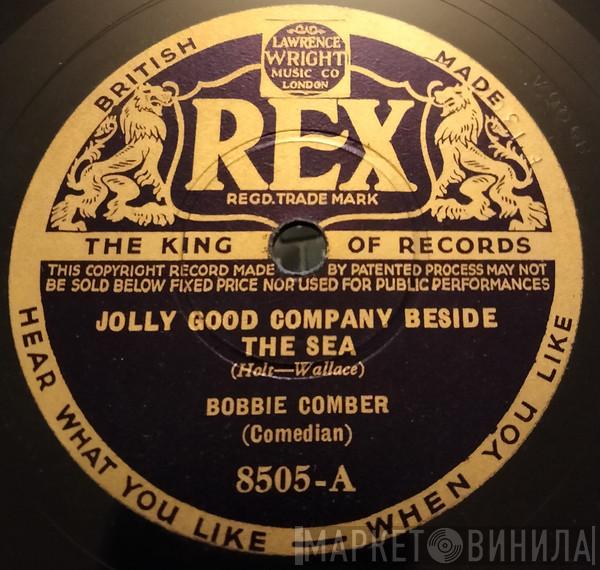 BRITISH MADE
LAWRENCE
WRIGHT
MUSIC CO
LONDON
REX
REGD. TRADE MARK
THE KING OF RECORDS
THIS COPYRIGHT RECORD MADE BY PATENTED PROCESS MAY NOT
BE SOLD BELOW FIXED PRICE NOR USED FOR PUBLIC PERFORMANCES
JOLLY GOOD COMPANY BESIDE
THE SEA
(Holt—Wallace)
BOBBIE COMBER
(Comedian)
8505-A
HEAR WHAT YOU LIKE — WHEN YOU LIKE
МАРКЕТ ВИНИЛА